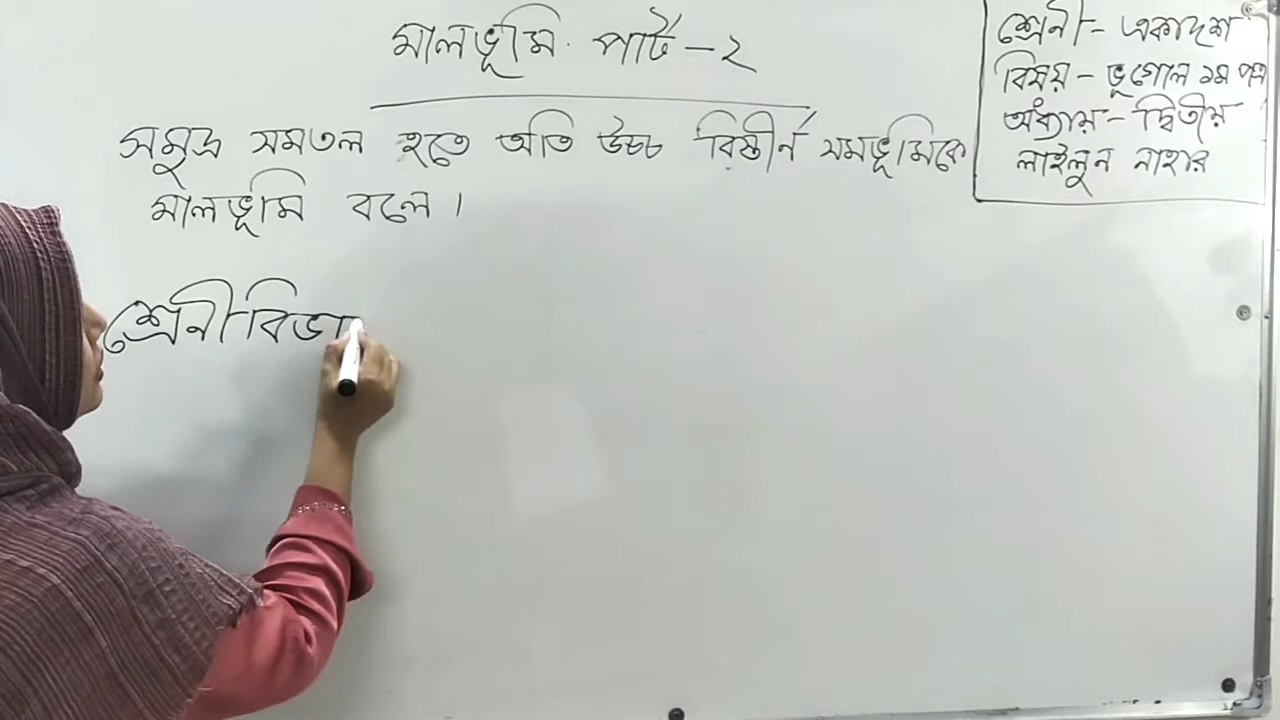 মালভূমি পার্ট - ২
সমুদ্র সমতল হতে অতি উচ্চ বিস্তীর্ন সমভূমিকে
মালভূমি বলে।
শ্রেনীবিভা
শ্রেনী - একাদশ
বিষয় - ভূগোল ১ম পত্র
অধ্যায় - দ্বিতীয়
লাইলুন নাহার